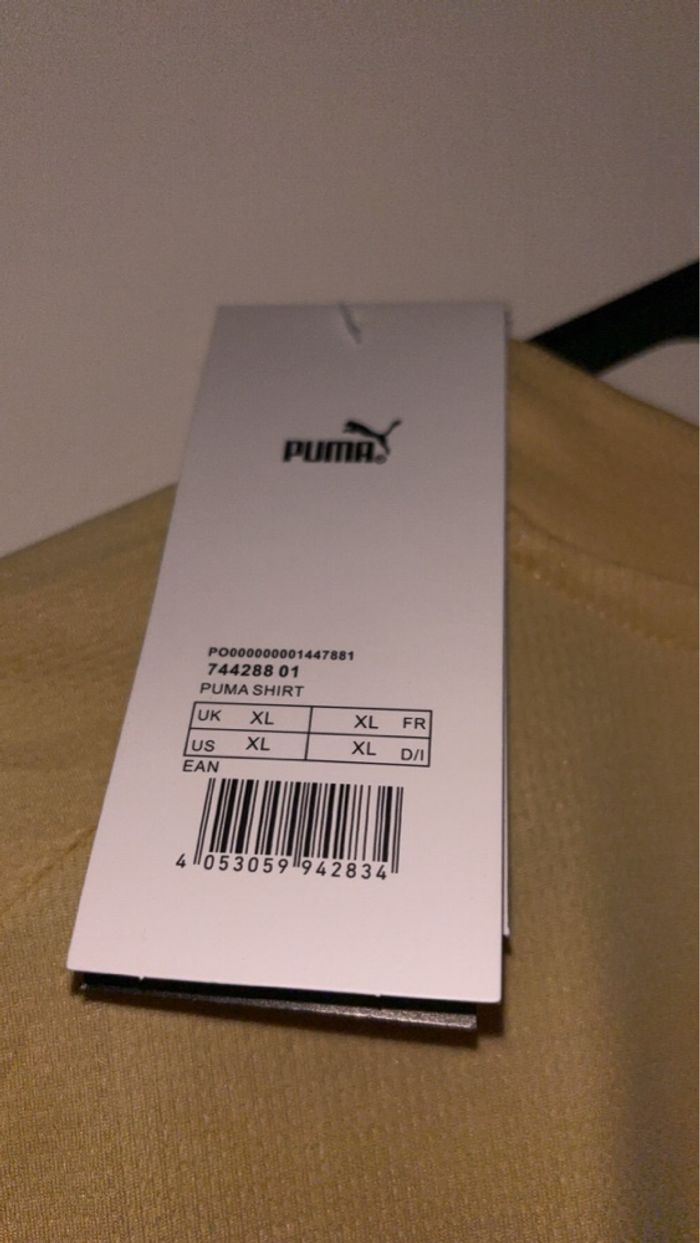 PUMA®
PO000000001447881
744288 01
PUMA SHIRT
UK XL XL FR
US XL XL D/I
EAN
4 053059 942834